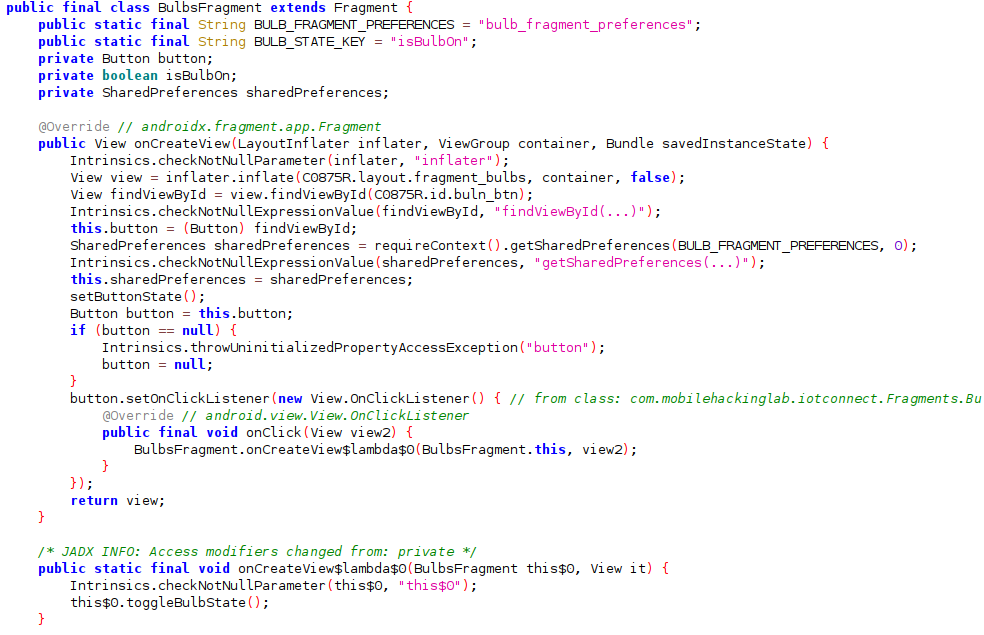 public final class BulbsFragment extends Fragment {
    public static final String BULB_FRAGMENT_PREFERENCES = "bulb_fragment_preferences";
    public static final String BULB_STATE_KEY = "isBulbOn";
    private Button button;
    private boolean isBulbOn;
    private SharedPreferences sharedPreferences;

    @Override // androidx.fragment.app.Fragment
    public View onCreateView(LayoutInflater inflater, ViewGroup container, Bundle savedInstanceState) {
        Intrinsics.checkNotNullParameter(inflater, "inflater");
        View view = inflater.inflate(C0875R.layout.fragment_bulbs, container, false);
        View findViewById = view.findViewById(C0875R.id.buln_btn);
        Intrinsics.checkNotNullExpressionValue(findViewById, "findViewById(...)");
        this.button = (Button) findViewById;
        SharedPreferences sharedPreferences = requireContext().getSharedPreferences(BULB_FRAGMENT_PREFERENCES, 0);
        Intrinsics.checkNotNullExpressionValue(sharedPreferences, "getSharedPreferences(...)");
        this.sharedPreferences = sharedPreferences;
        setButtonState();
        Button button = this.button;
        if (button == null) {
            Intrinsics.throwUninitializedPropertyAccessException("button");
            button = null;
        }
        button.setOnClickListener(new View.OnClickListener() { // from class: com.mobilehackinglab.iotconnect.Fragments.Bu
            @Override // android.view.View.OnClickListener
            public final void onClick(View view2) {
                BulbsFragment.onCreateView$lambda$0(BulbsFragment.this, view2);
            }
        });
        return view;
    }

    /* JADX INFO: Access modifiers changed from: private */
    public static final void onCreateView$lambda$0(BulbsFragment this$0, View it) {
        Intrinsics.checkNotNullParameter(this$0, "this$0");
        this$0.toggleBulbState();
    }